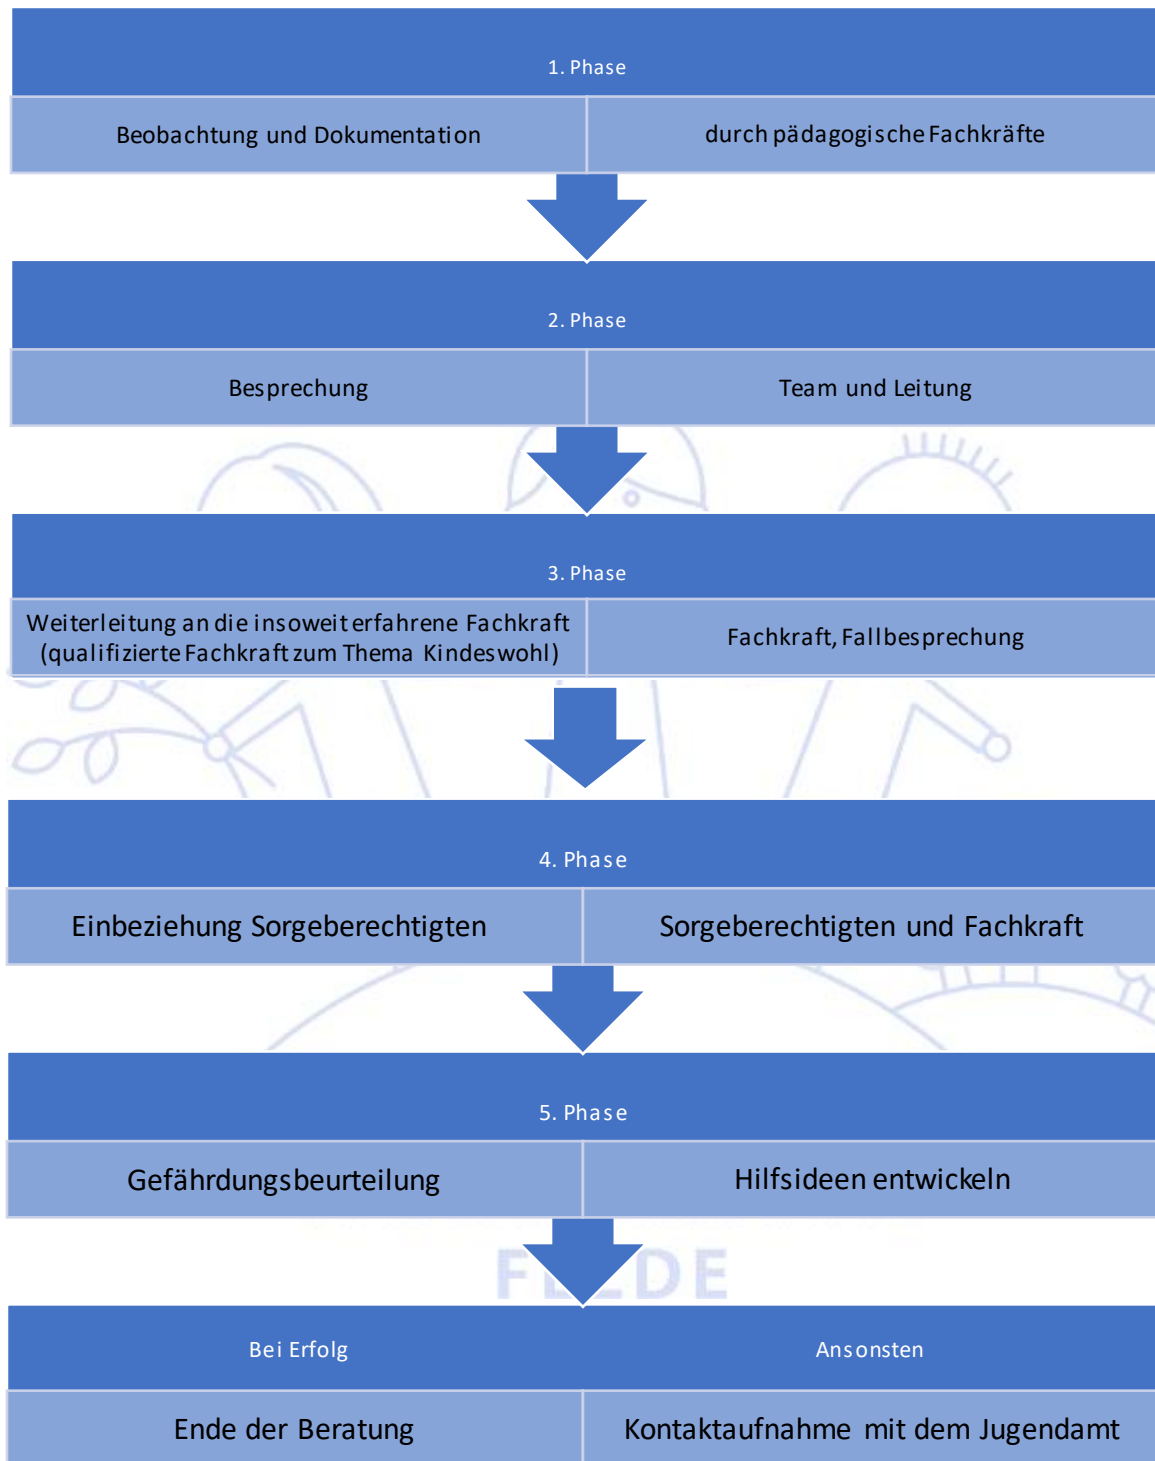 1. Phase
Beobachtung und Dokumentation
durch pädagogische Fachkräfte
2. Phase
Besprechung
Team und Leitung
3. Phase
Weiterleitung an die insoweit erfahrene Fachkraft
(qualifizierte Fachkraft zum Thema Kindeswohl)
Fachkraft, Fallbesprechung
4. Phase
Einbeziehung Sorgeberechtigten
Sorgeberechtigten und Fachkraft
5. Phase
Gefährdungsbeurteilung
Hilfsideen entwickeln
Bei Erfolg
Ansonsten
Ende der Beratung
Kontaktaufnahme mit dem Jugendamt